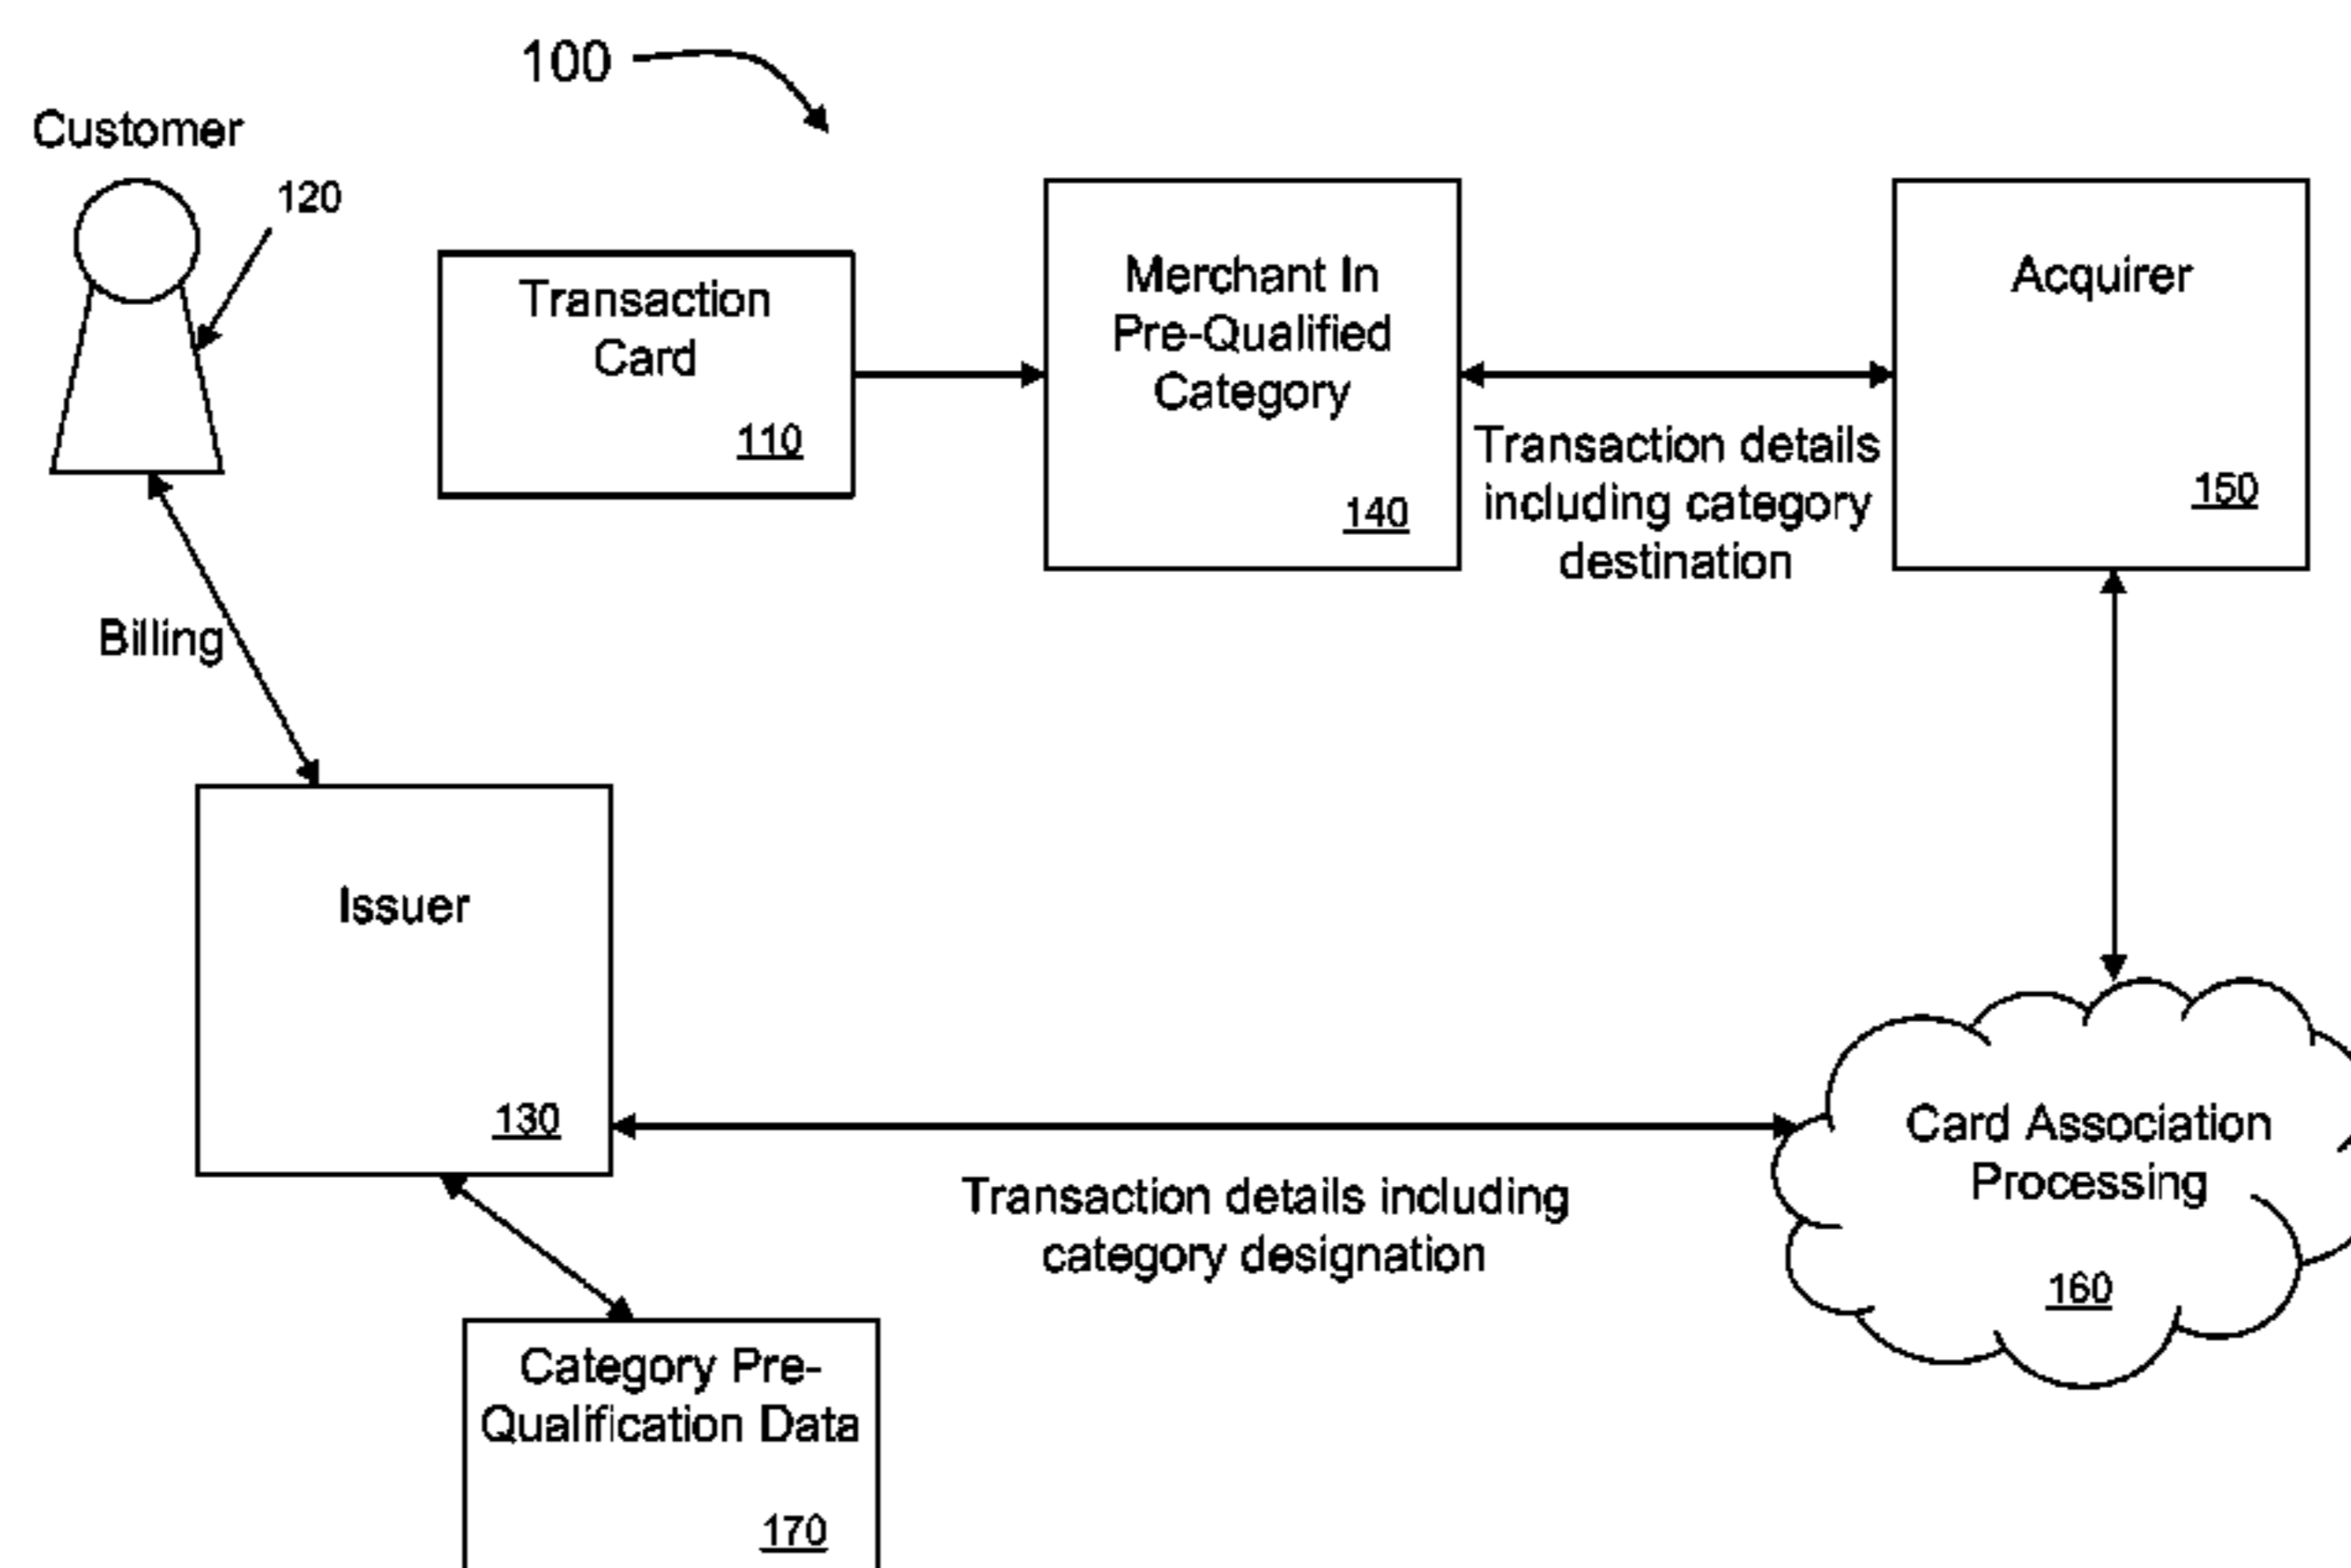 100
Customer
120
Transaction
Card
110
Merchant In
Pre-Qualified
Category
140
Transaction details
including category
destination
Acquirer
150
Billing
Issuer
130
Transaction details including
category designation
Card Association
Processing
160
Category Pre-
Qualification Data
170